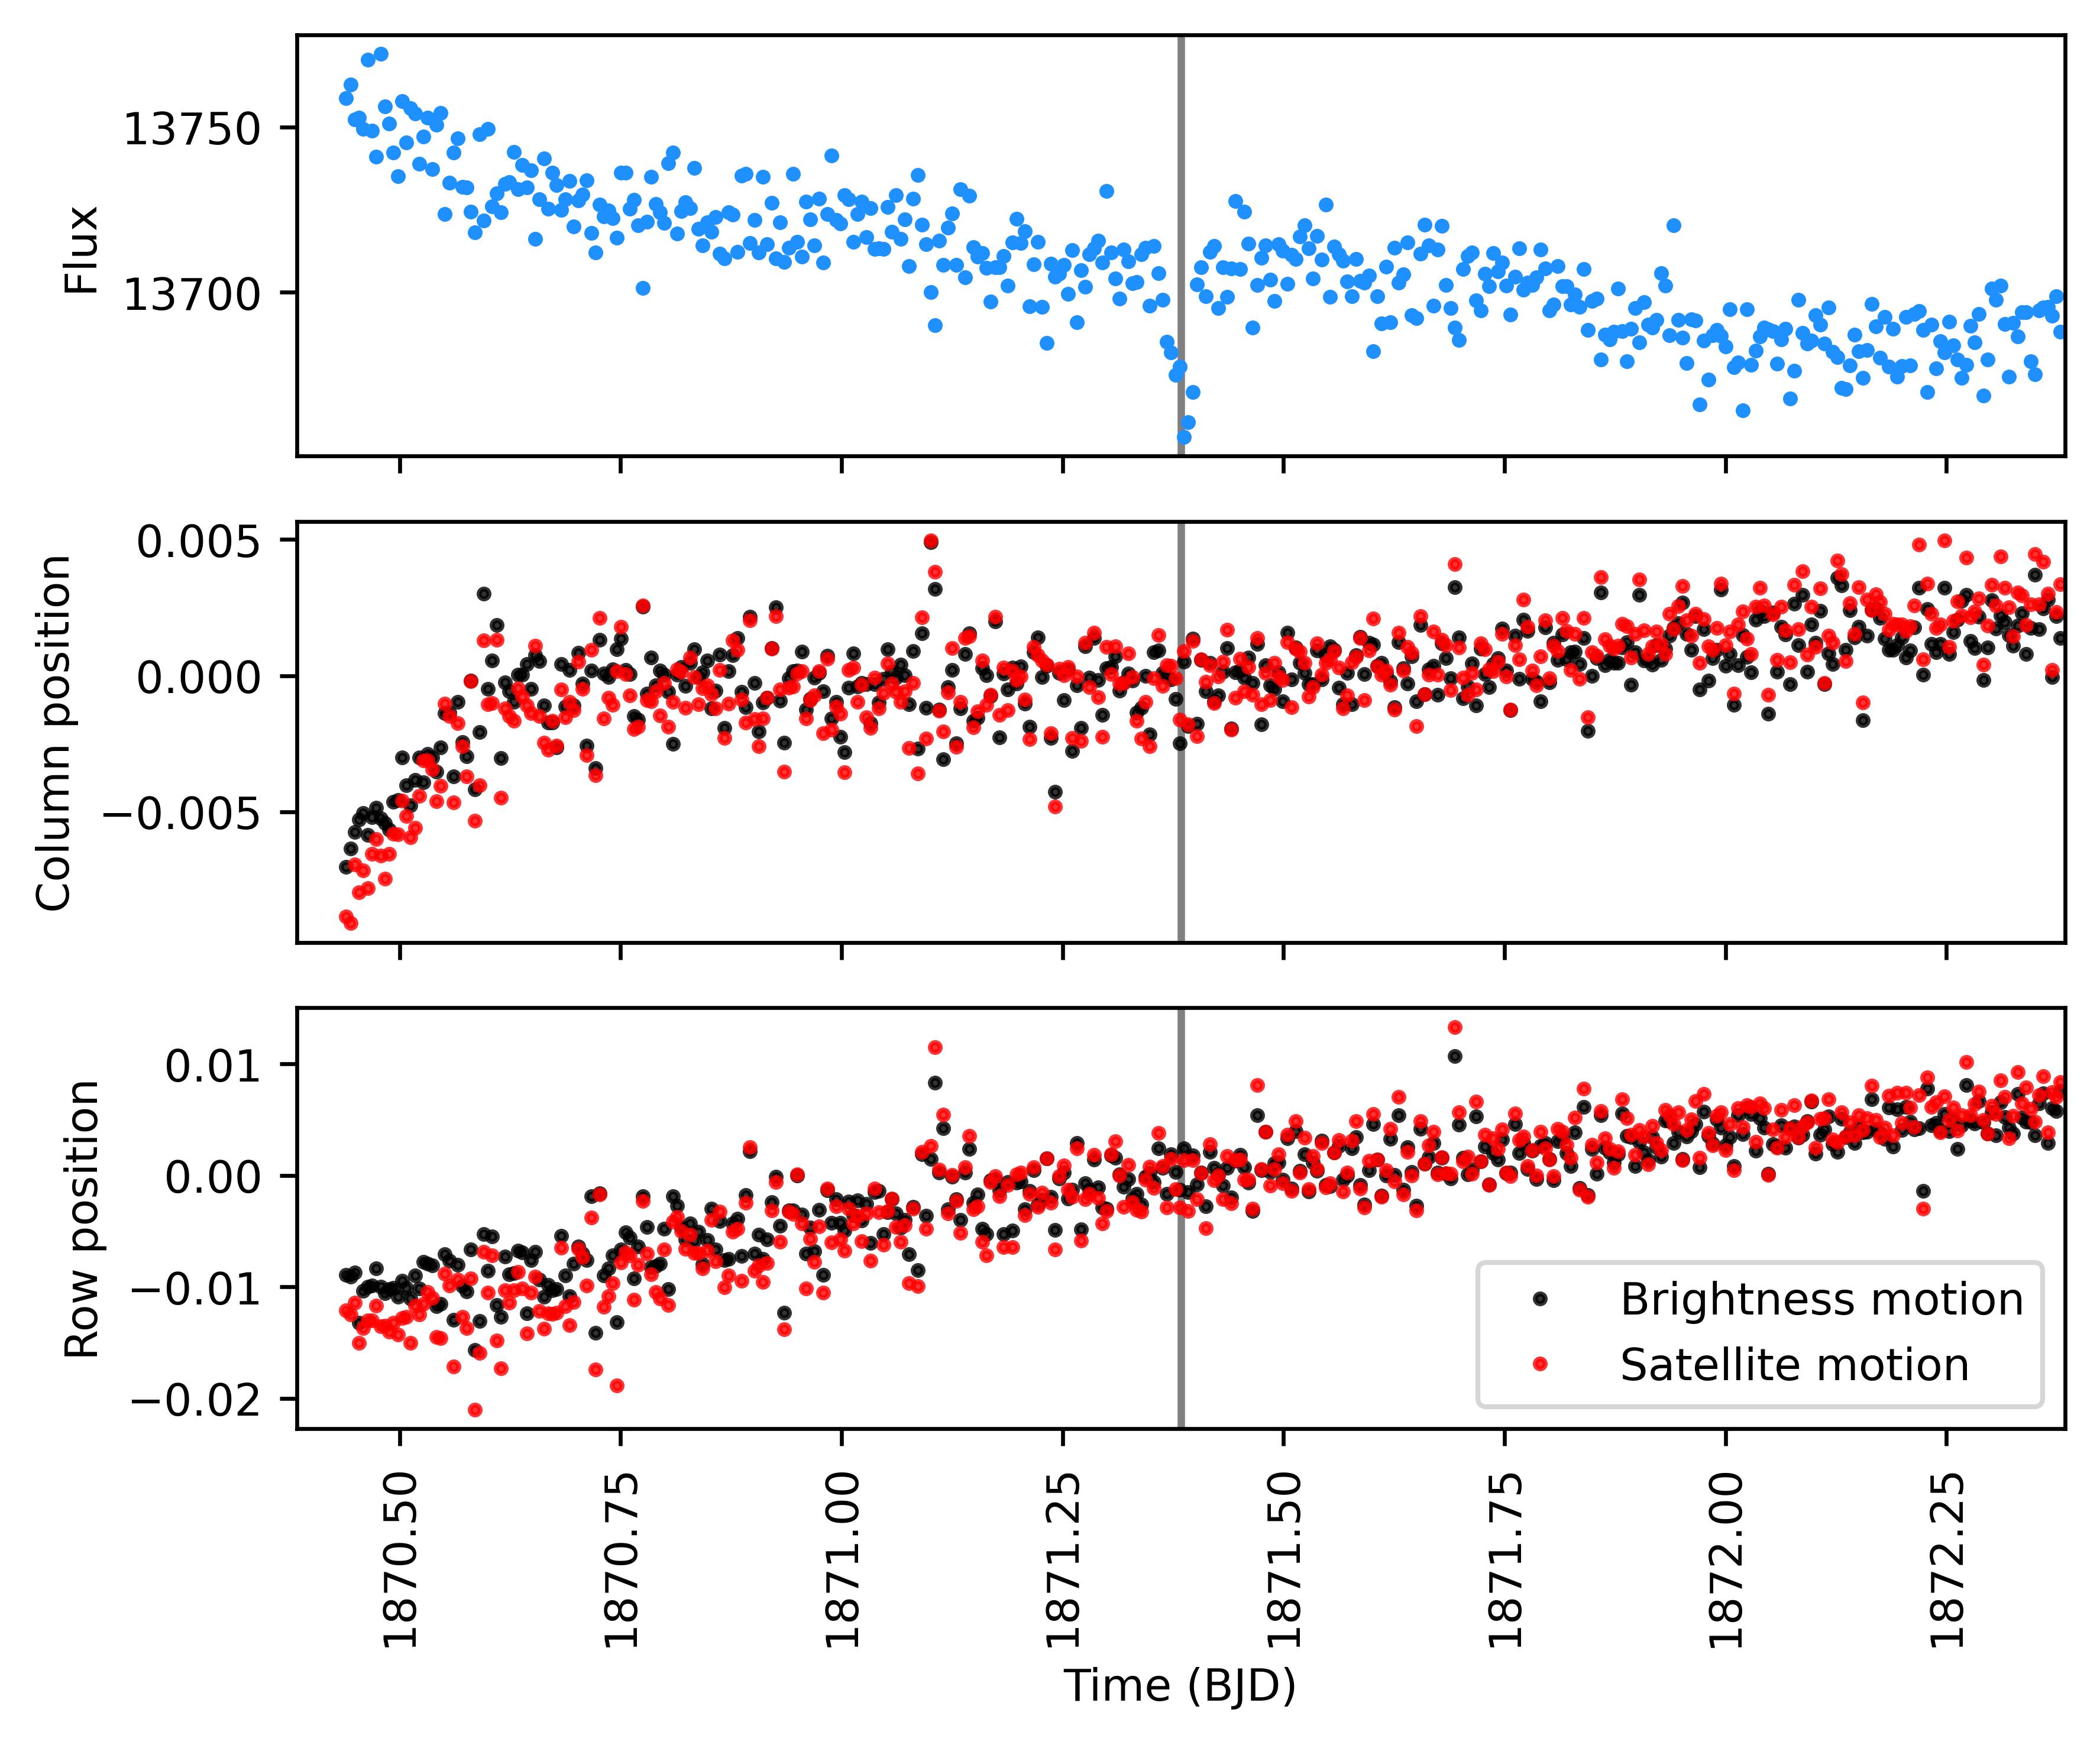 Flux
13750
13700
Column position
0.005
0.000
−0.005
Row position
0.01
0.00
−0.01
−0.02
Brightness motion
Satellite motion
1870.50
1870.75
1871.00
1871.25
1871.50
1871.75
1872.00
1872.25
Time (BJD)